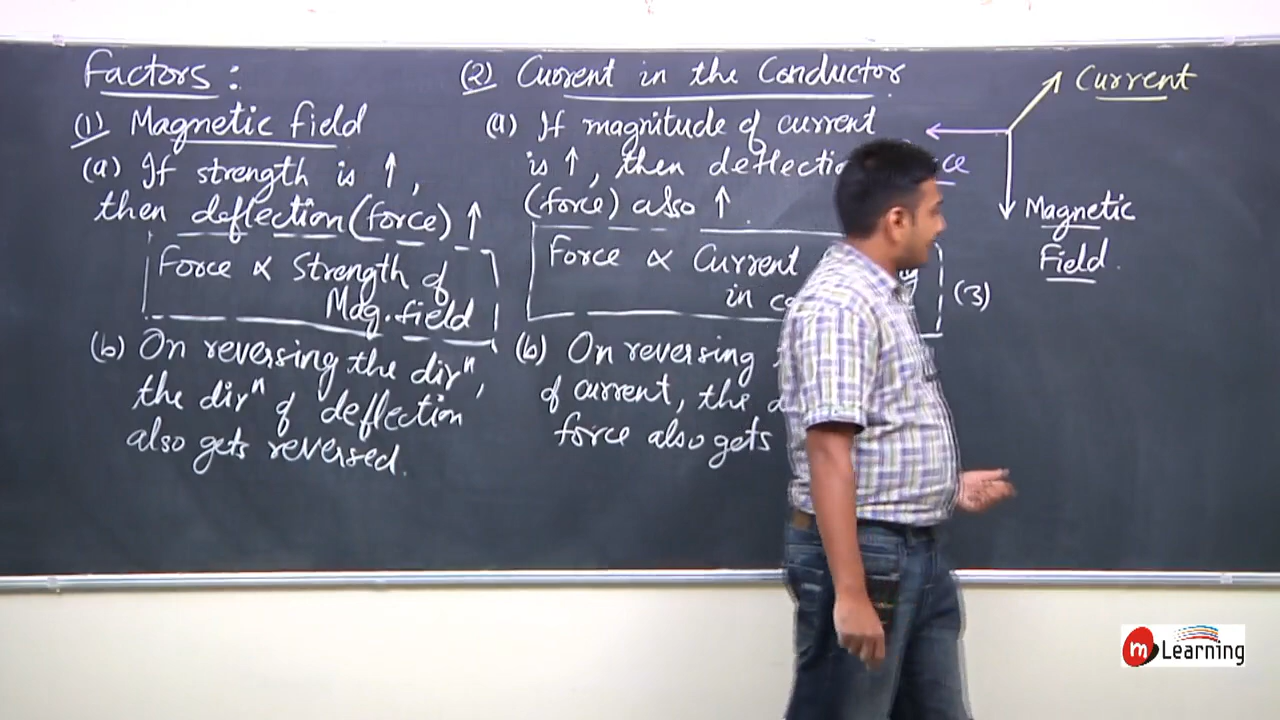 Factors :
(1) Magnetic field
(a) If strength is ↑,
then deflection (force) ↑
Force ∝ Strength of
Mag. field
(b) On reversing the dirⁿ,
the dirⁿ of deflection
also gets reversed.
(2) Current in the Conductor
(a) If magnitude of current
is ↑, then
(force) also ↑.
Force ∝ Current
in
(b) On reversing
of current, the
force also gets
(3)
Current
Magnetic
Field.
m Learning